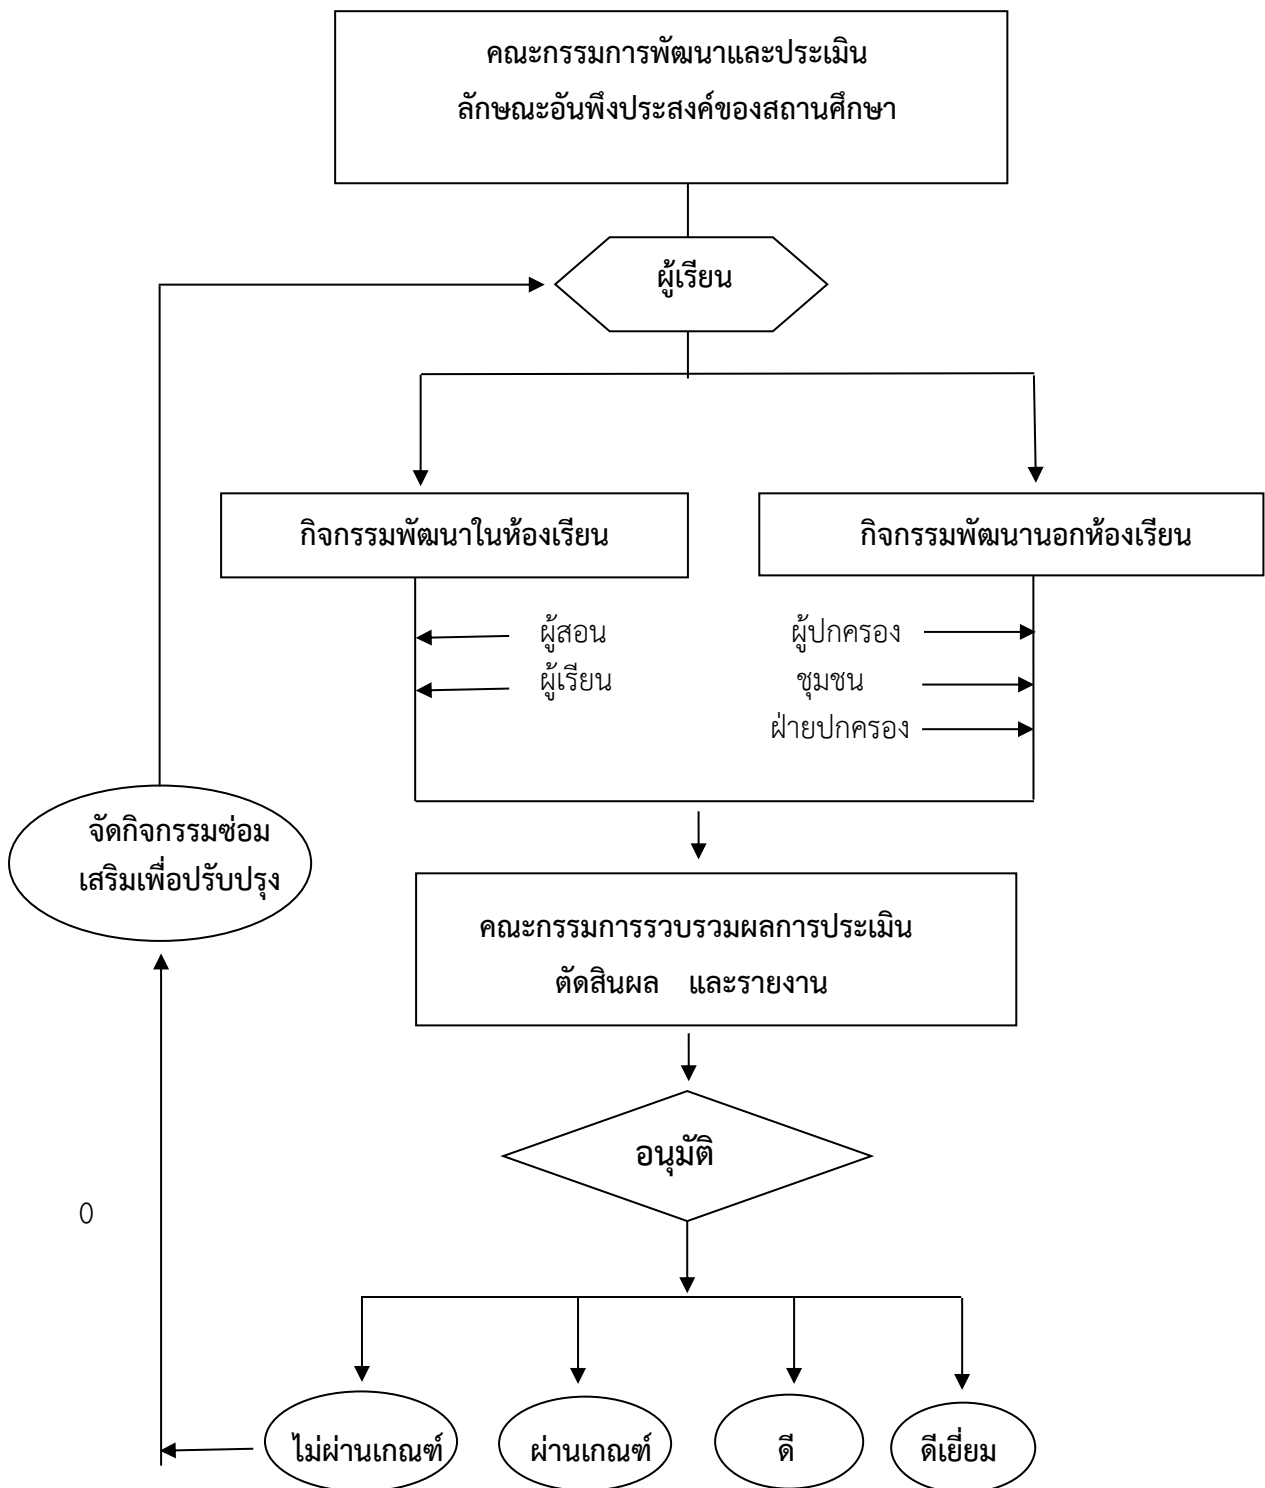 คณะกรรมการพัฒนาและประเมิน
ลักษณะอันพึงประสงค์ของสถานศึกษา
ผู้เรียน
กิจกรรมพัฒนาในห้องเรียน
กิจกรรมพัฒนานอกห้องเรียน
ผู้สอน
ผู้เรียน
ผู้ปกครอง
ชุมชน
ฝ่ายปกครอง
จัดกิจกรรมซ่อม
เสริมเพื่อปรับปรุง
คณะกรรมการรวบรวมผลการประเมิน
ตัดสินผล และรายงาน
อนุมัติ
0
ไม่ผ่านเกณฑ์
ผ่านเกณฑ์
ดี
ดีเยี่ยม